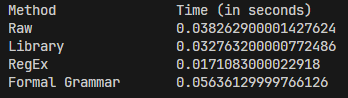 Method Time (in seconds)
Raw 0.038262900001427624
Library 0.032763200000772486
RegEx 0.0171083000022918
Formal Grammar 0.05636129999766126